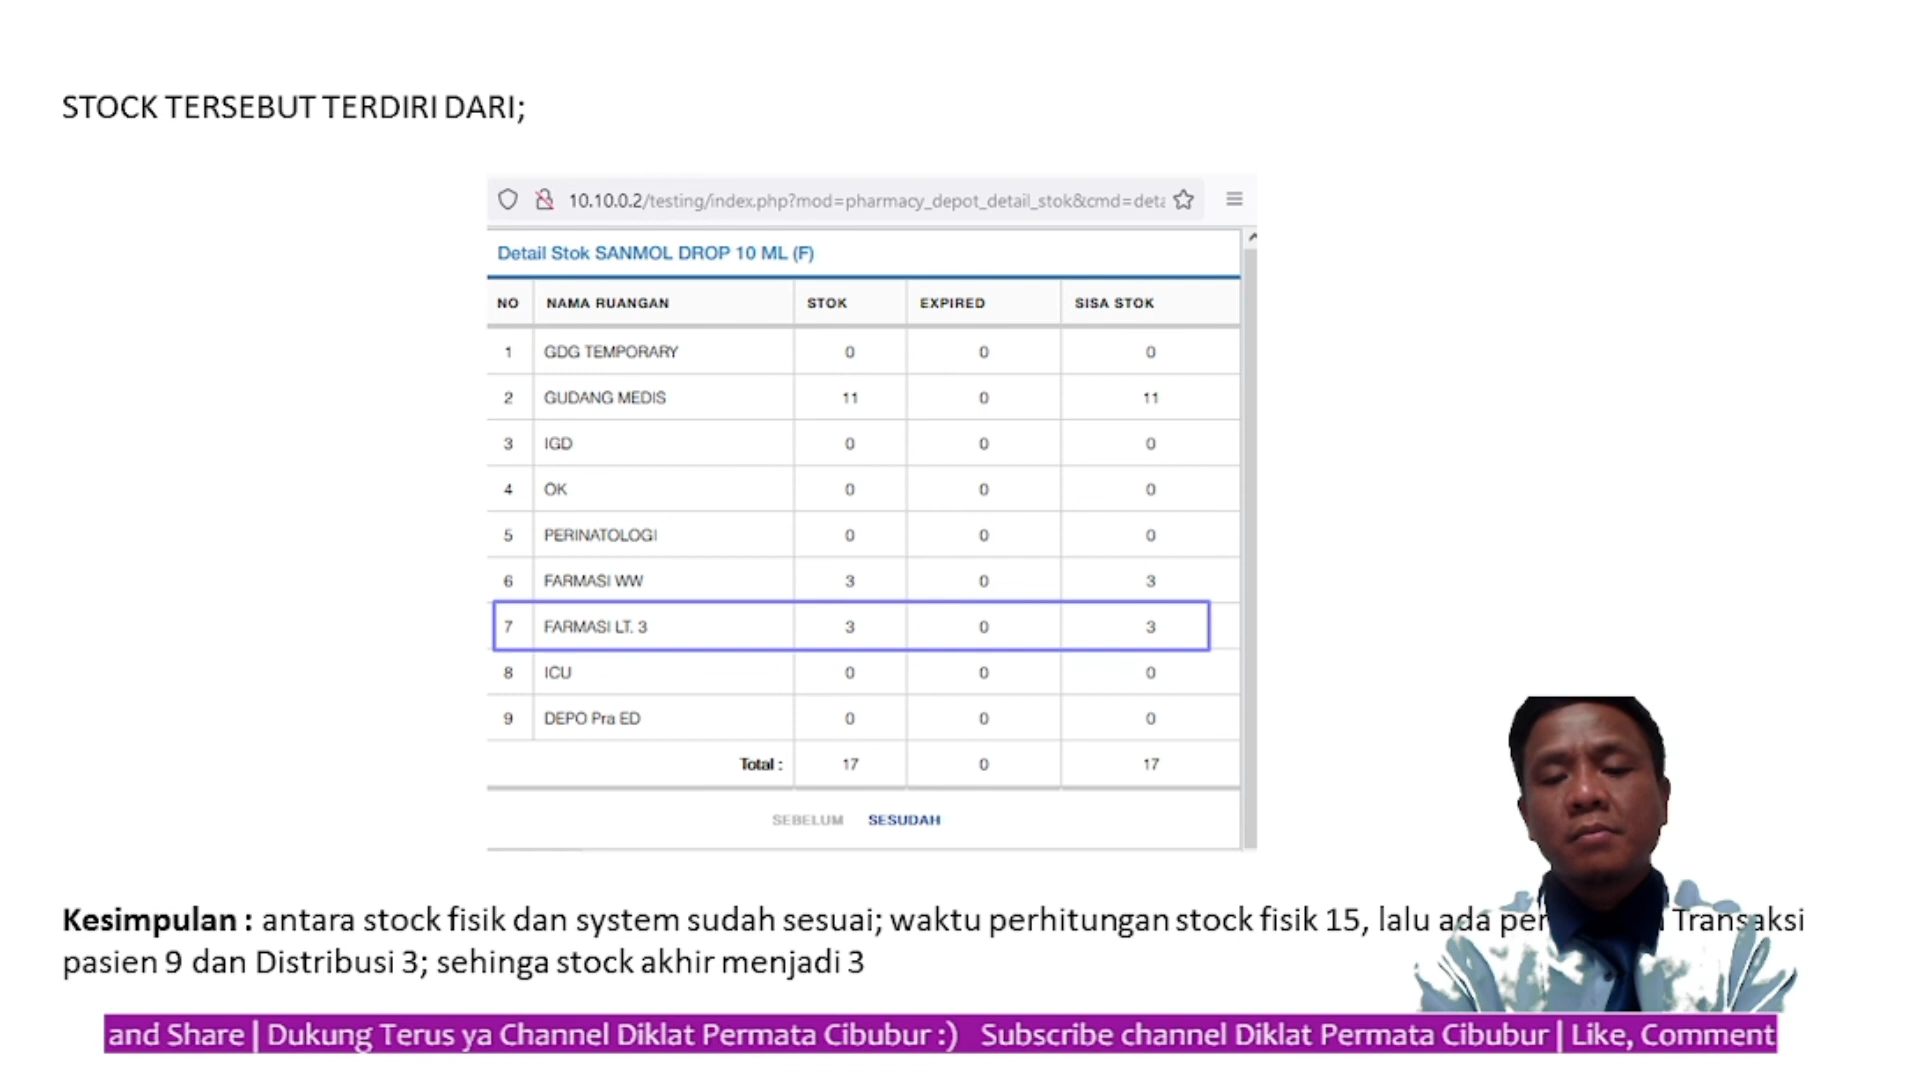 STOCK TERSEBUT TERDIRI DARI;
10.10.0.2/testing/index.php?mod=pharmacy_depot_detail_stok&cmd=deta
Detail Stok SANMOL DROP 10 ML (F)
NO NAMA RUANGAN STOK EXPIRED SISA STOK
1 GDG TEMPORARY 0 0 0
2 GUDANG MEDIS 11 0 11
3 IGD 0 0 0
4 OK 0 0 0
5 PERINATOLOGI 0 0 0
6 FARMASI WW 3 0 3
7 FARMASI LT. 3 3 0 3
8 ICU 0 0 0
9 DEPO Pra ED 0 0 0
Total : 17 0 17
SEBELUM SESUDAH
Kesimpulan : antara stock fisik dan system sudah sesuai; waktu perhitungan stock fisik 15, lalu ada Transaksi
pasien 9 dan Distribusi 3; sehinga stock akhir menjadi 3
and Share | Dukung Terus ya Channel Diklat Permata Cibubur :) Subscribe channel Diklat Permata Cibubur | Like, Comment